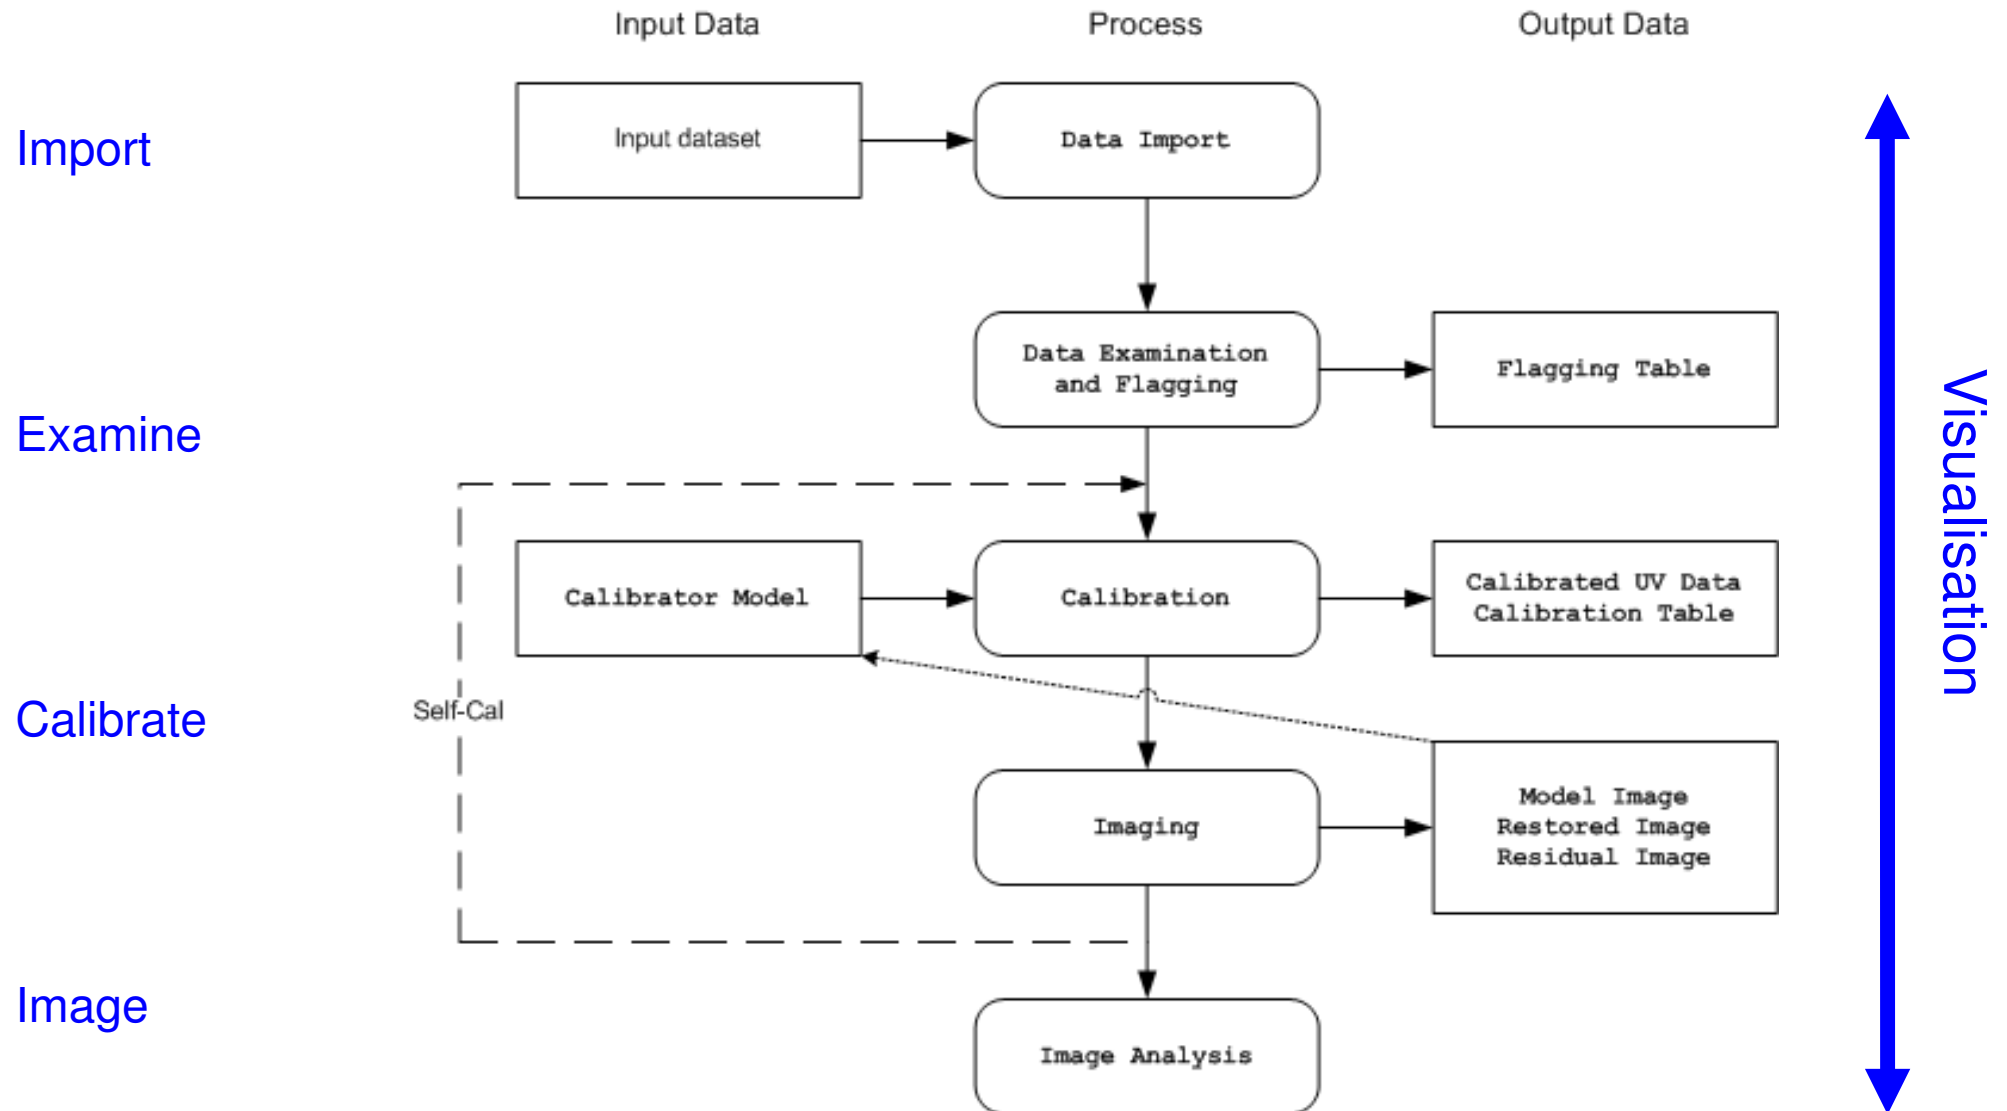 Input Data
Process
Output Data
Import
Input dataset
Data Import
Data Examination
and Flagging
Flagging Table
Examine
Calibrator Model
Calibration
Calibrated UV Data
Calibration Table
Visualisation
Self-Cal
Calibrate
Imaging
Model Image
Restored Image
Residual Image
Image
Image Analysis